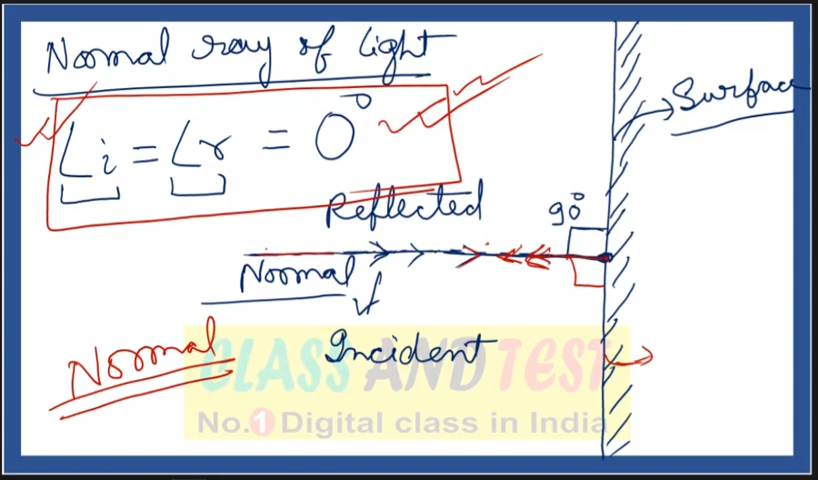 Normal ray of light
∠i = ∠r = 0°
Surface
Reflected
90°
Normal
Incident
Normal
CLASS AND TEST
No.1 Digital class in India